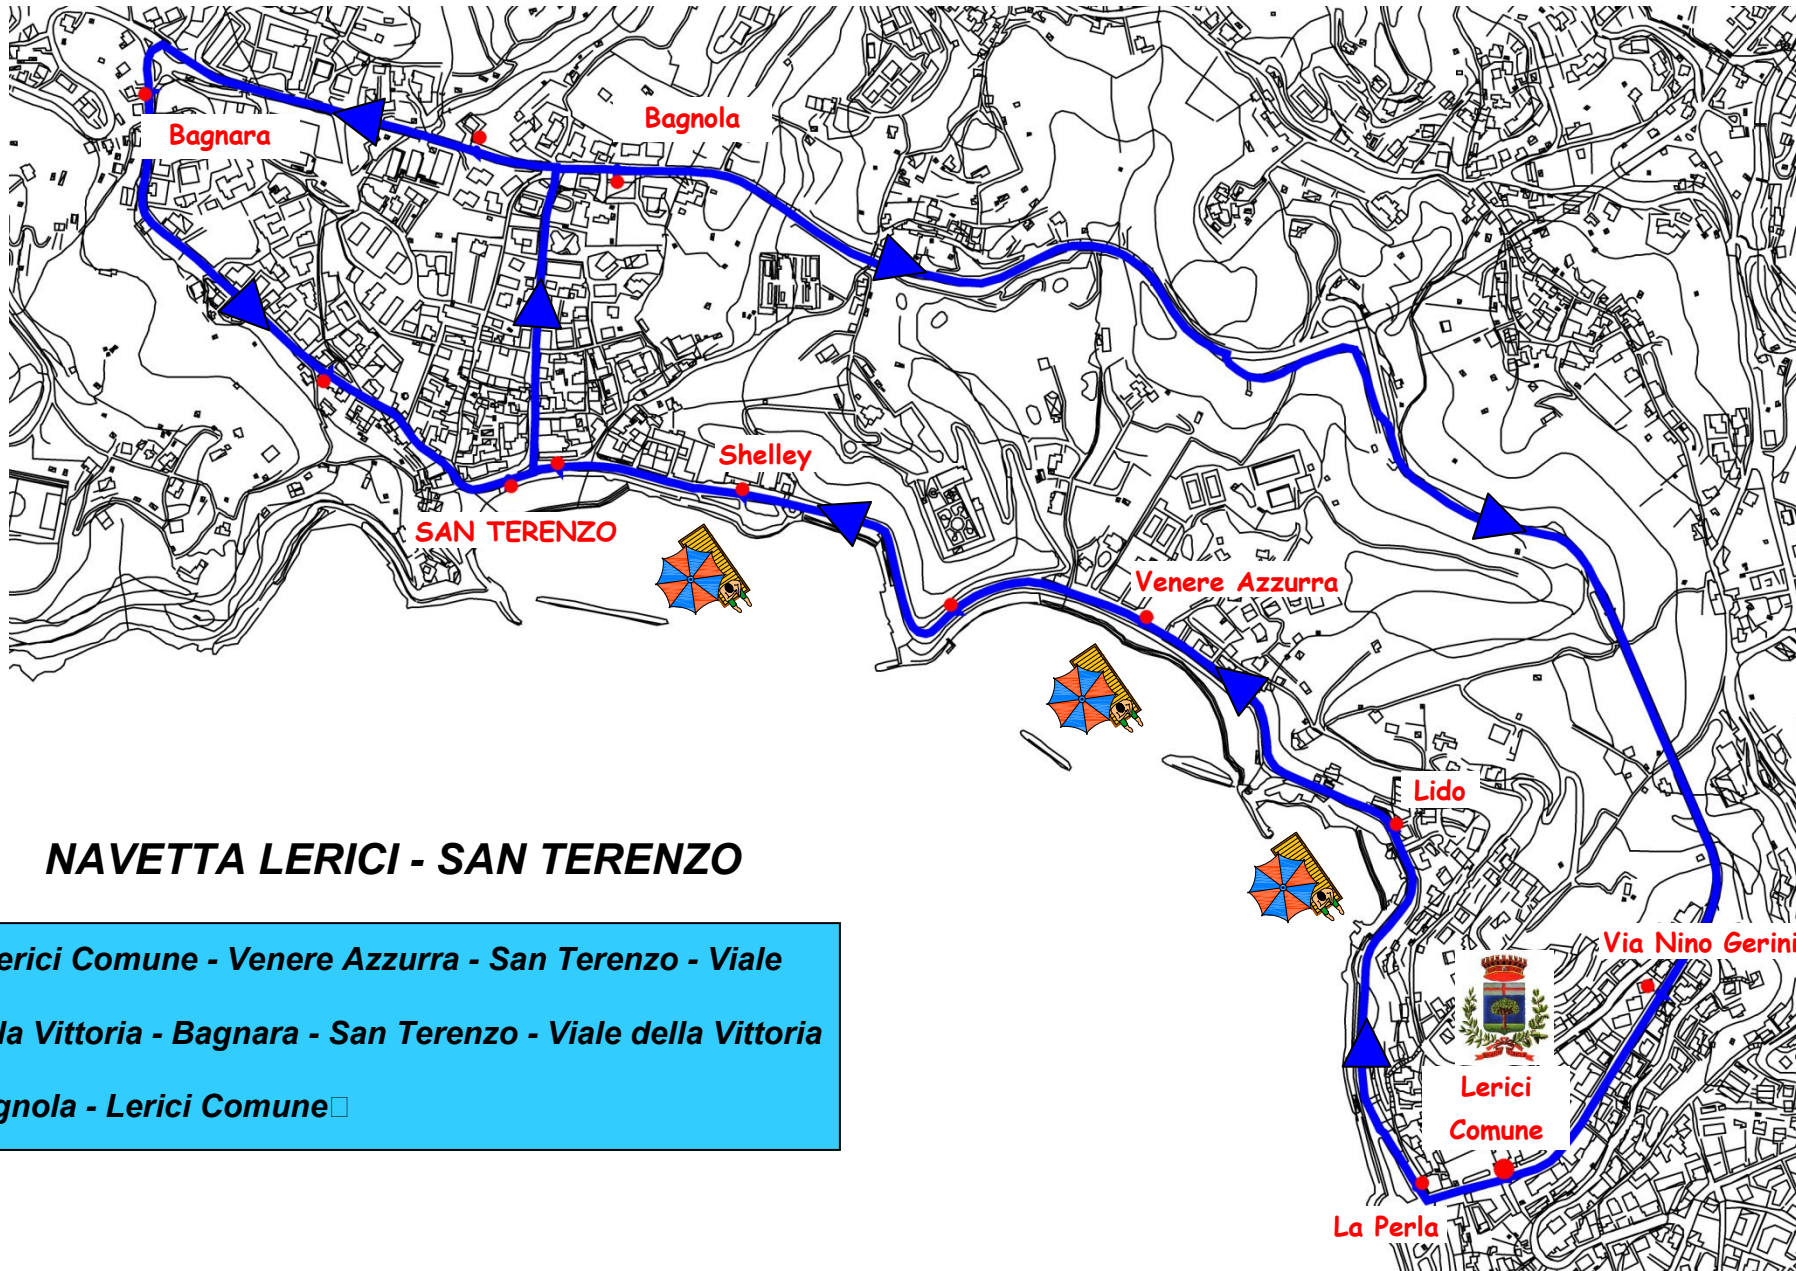 Bagnola
Bagnara
Shelley
SAN TERENZO
Venere Azzurra
Lido
NAVETTA LERICI - SAN TERENZO
Via Nino Gerini
erici Comune - Venere Azzurra - San Terenzo - Viale
la Vittoria - Bagnara - San Terenzo - Viale della Vittoria
gnola - Lerici Comune
Lerici
Comune
La Perla